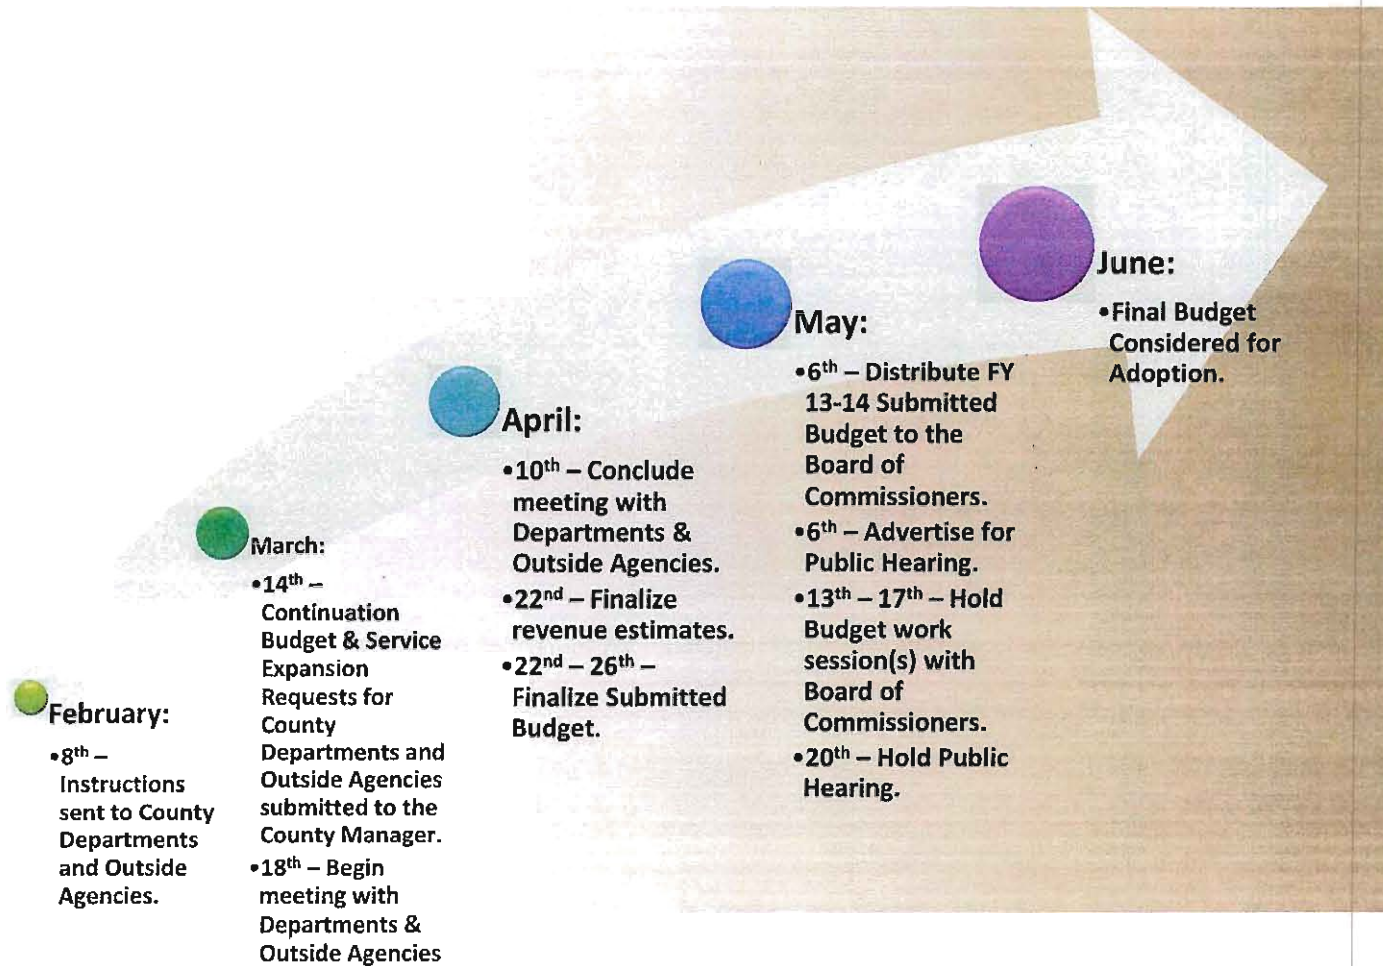 February:
•8th –
Instructions
sent to County
Departments
and Outside
Agencies.
March:
•14th –
Continuation
Budget & Service
Expansion
Requests for
County
Departments and
Outside Agencies
submitted to the
County Manager.
•18th – Begin
meeting with
Departments &
Outside Agencies
April:
•10th – Conclude
meeting with
Departments &
Outside Agencies.
•22nd – Finalize
revenue estimates.
•22nd – 26th –
Finalize Submitted
Budget.
May:
•6th – Distribute FY
13-14 Submitted
Budget to the
Board of
Commissioners.
•6th – Advertise for
Public Hearing.
•13th – 17th – Hold
Budget work
session(s) with
Board of
Commissioners.
•20th – Hold Public
Hearing.
June:
•Final Budget
Considered for
Adoption.